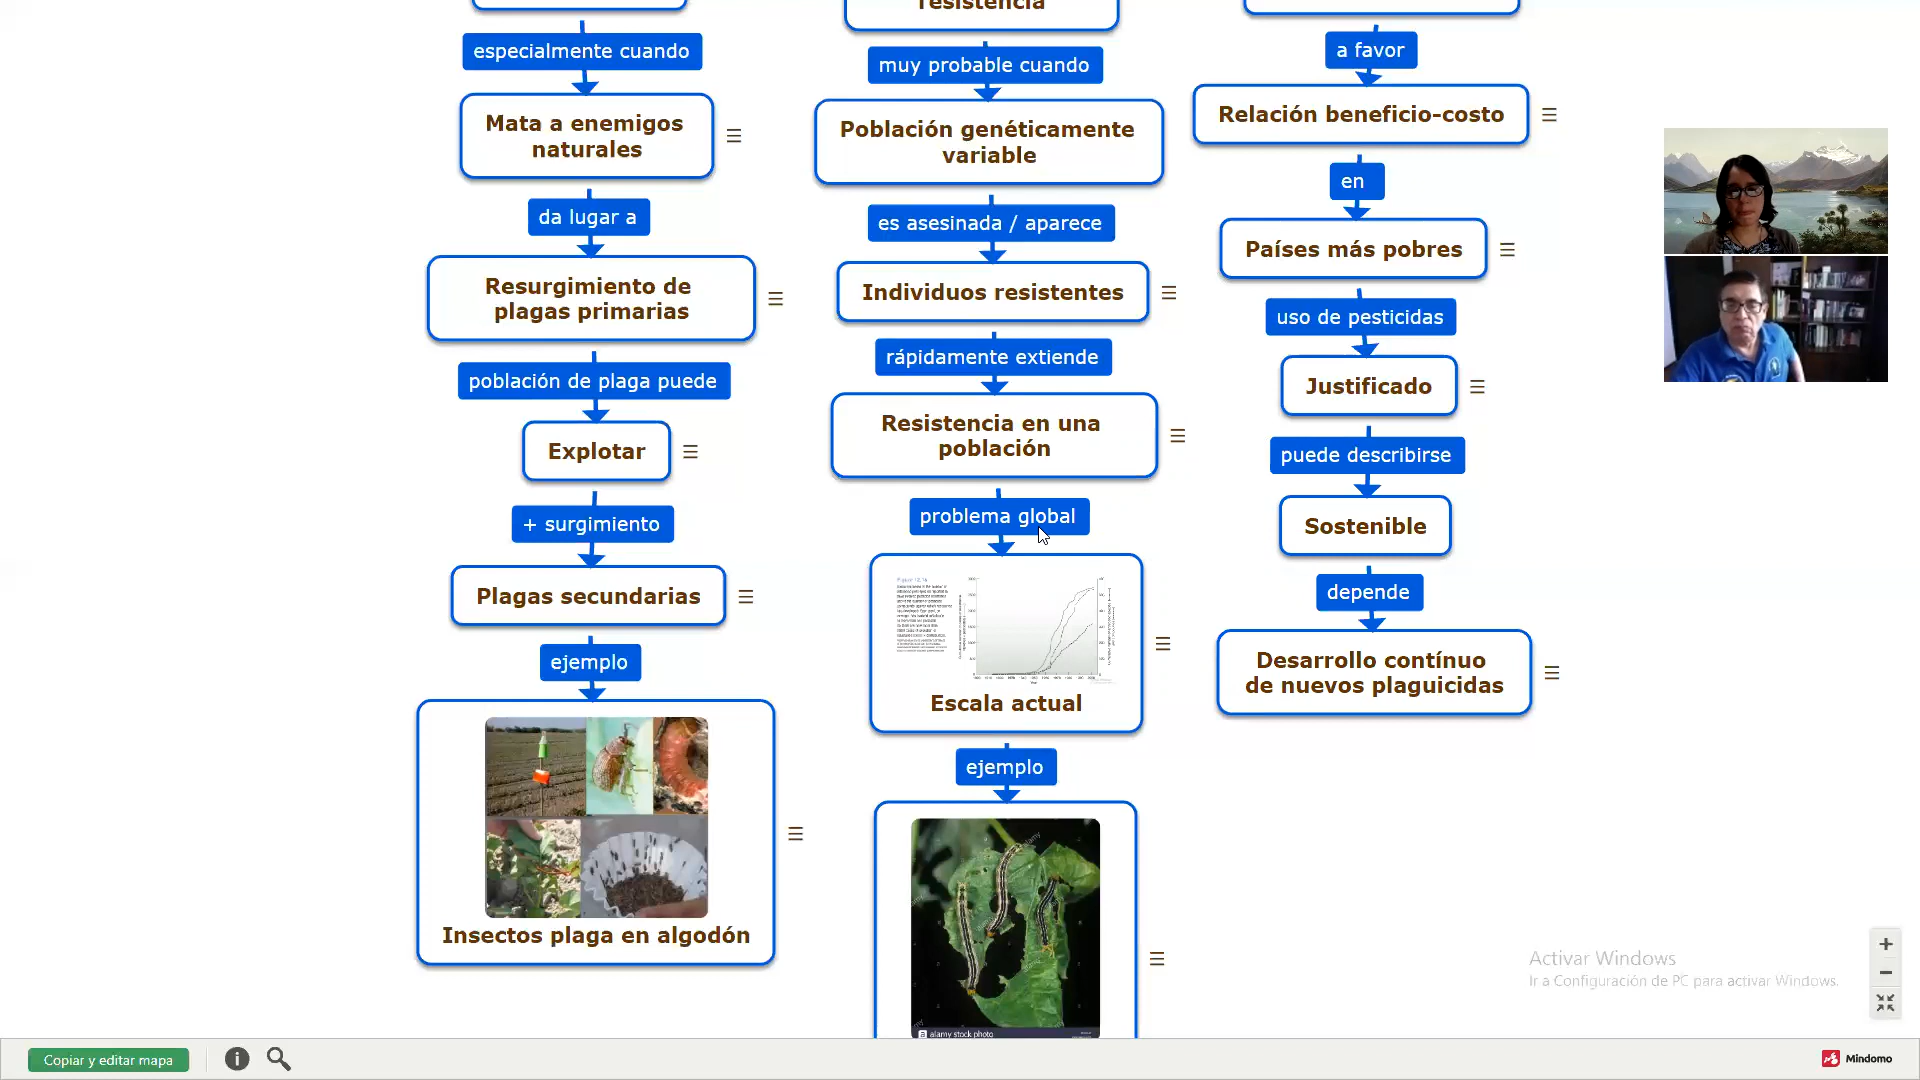 especialmente cuando
Mata a enemigos
naturales
da lugar a
Resurgimiento de
plagas primarias
población de plaga puede
Explotar
+ surgimiento
Plagas secundarias
ejemplo
Insectos plaga en algodón
resistencia
muy probable cuando
Población genéticamente
variable
es asesinada / aparece
Individuos resistentes
rápidamente extiende
Resistencia en una
población
problema global
Escala actual
ejemplo
alamy stock photo
a favor
Relación beneficio-costo
en
Países más pobres
uso de pesticidas
Justificado
puede describirse
Sostenible
depende
Desarrollo contínuo
de nuevos plaguicidas
Activar Windows
Ir a Configuración de PC para activar Windows.
Copiar y editar mapa
Mindomo